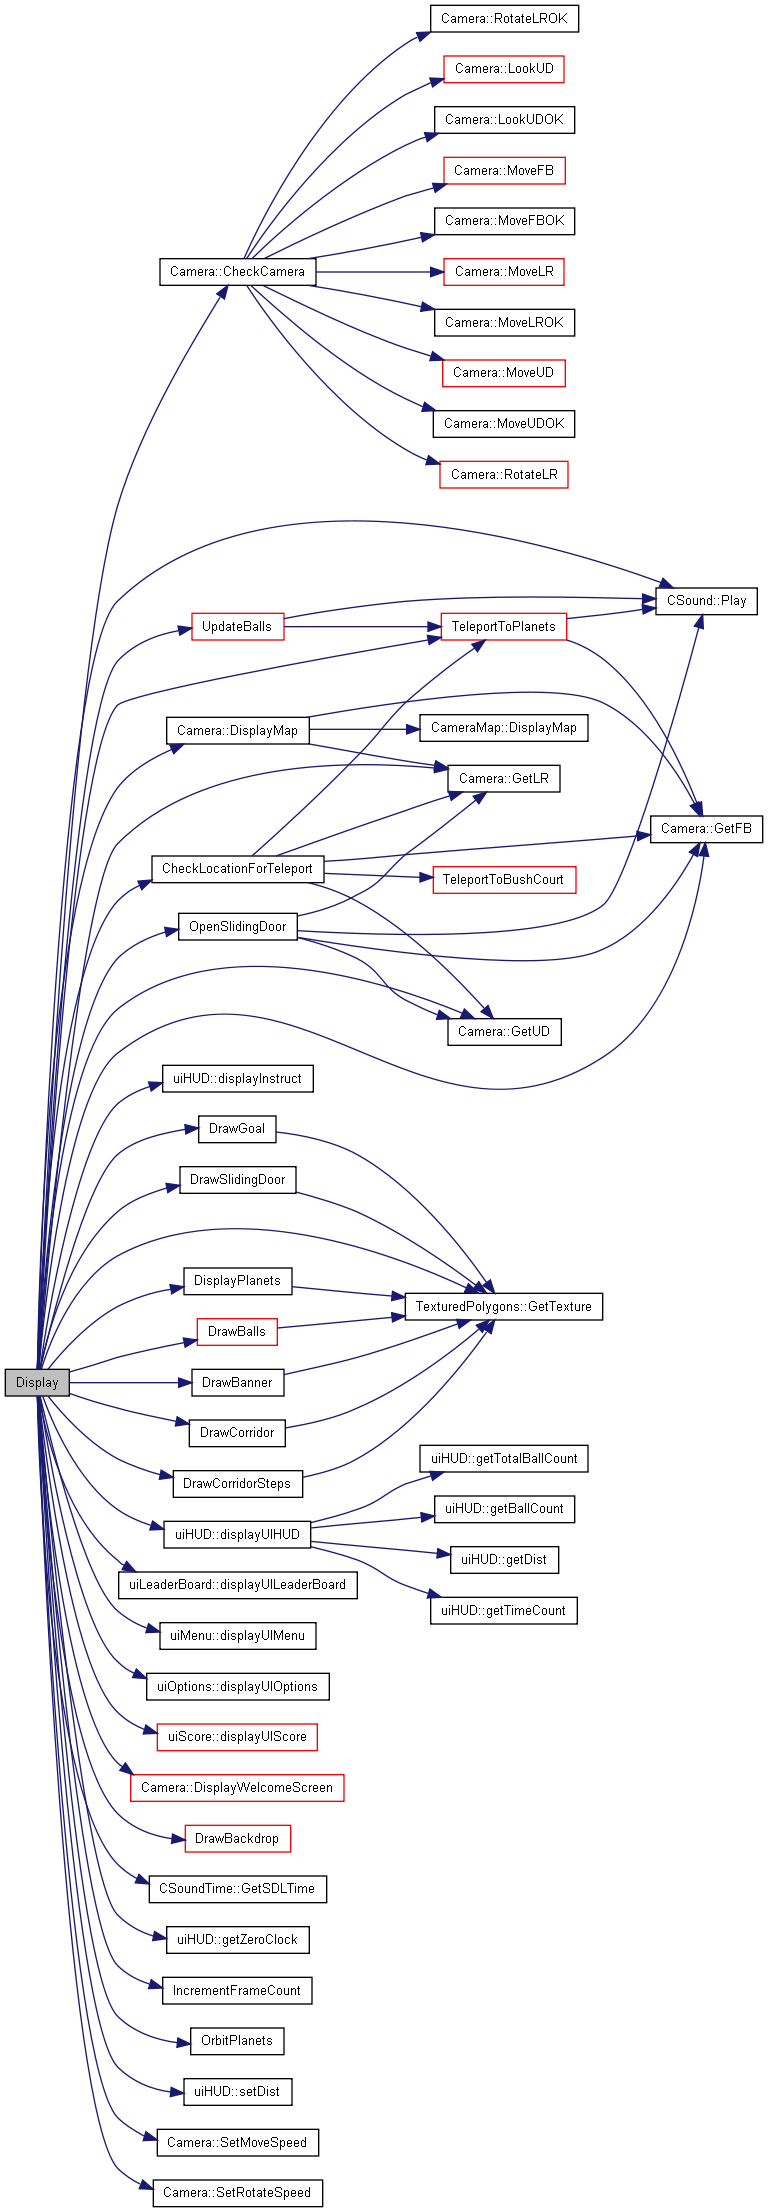 Camera::RotateLROK
Camera::LookUD
Camera::LookUDOK
Camera::MoveFB
Camera::MoveFBOK
Camera::CheckCamera
Camera::MoveLR
Camera::MoveLROK
Camera::MoveUD
Camera::MoveUDOK
Camera::RotateLR
CSound::Play
UpdateBalls
TeleportToPlanets
Camera::DisplayMap
CameraMap::DisplayMap
Camera::GetLR
Camera::GetFB
CheckLocationForTeleport
TeleportToBushCourt
OpenSlidingDoor
Camera::GetUD
uiHUD::displayInstruct
DrawGoal
DrawSlidingDoor
DisplayPlanets
TexturedPolygons::GetTexture
DrawBalls
Display
DrawBanner
DrawCorridor
uiHUD::getTotalBallCount
DrawCorridorSteps
uiHUD::getBallCount
uiHUD::displayUIHUD
uiHUD::getDist
uiLeaderBoard::displayUILeaderBoard
uiHUD::getTimeCount
uiMenu::displayUIMenu
uiOptions::displayUIOptions
uiScore::displayUIScore
Camera::DisplayWelcomeScreen
DrawBackdrop
CSoundTime::GetSDLTime
uiHUD::getZeroClock
IncrementFrameCount
OrbitPlanets
uiHUD::setDist
Camera::SetMoveSpeed
Camera::SetRotateSpeed